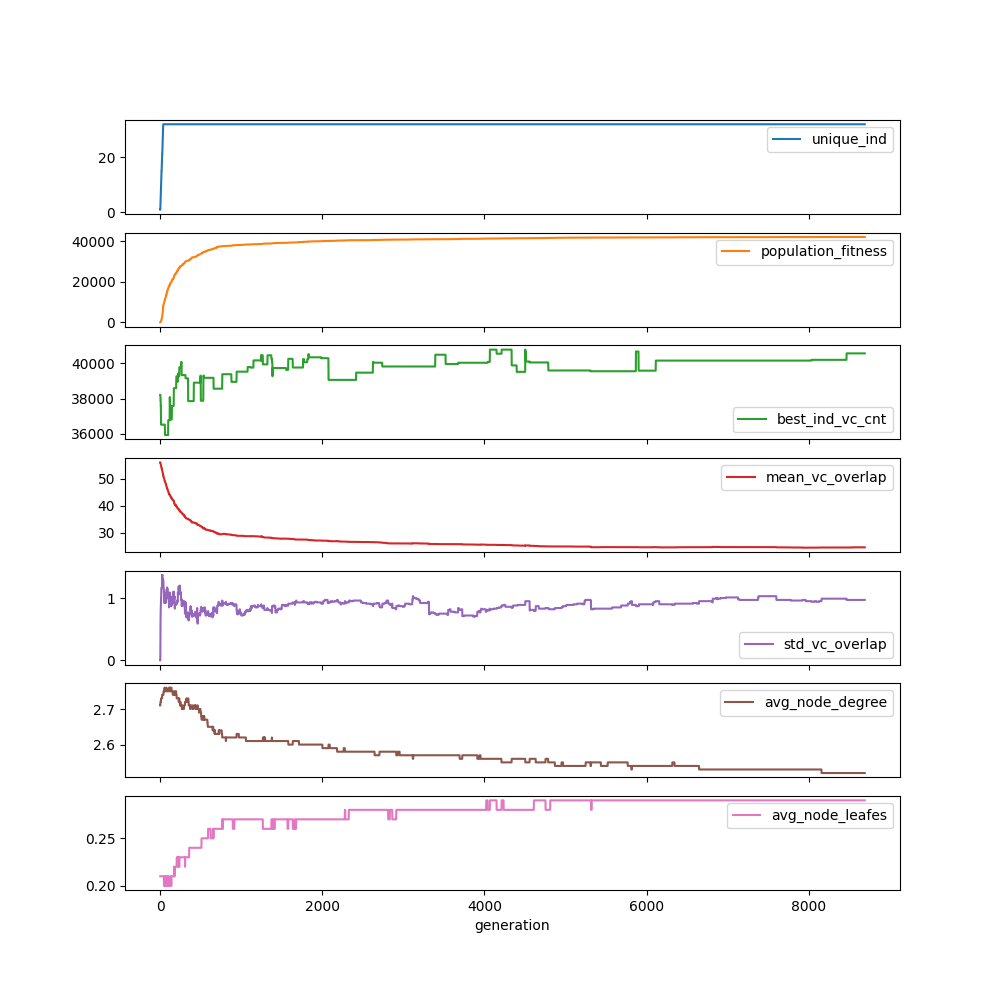 20
0
unique_ind
40000
20000
0
population_fitness
40000
38000
36000
best_ind_vc_cnt
50
40
30
mean_vc_overlap
1
0
std_vc_overlap
2.7
2.6
avg_node_degree
0.25
0.20
avg_node_leafes
0 2000 4000 6000 8000
generation